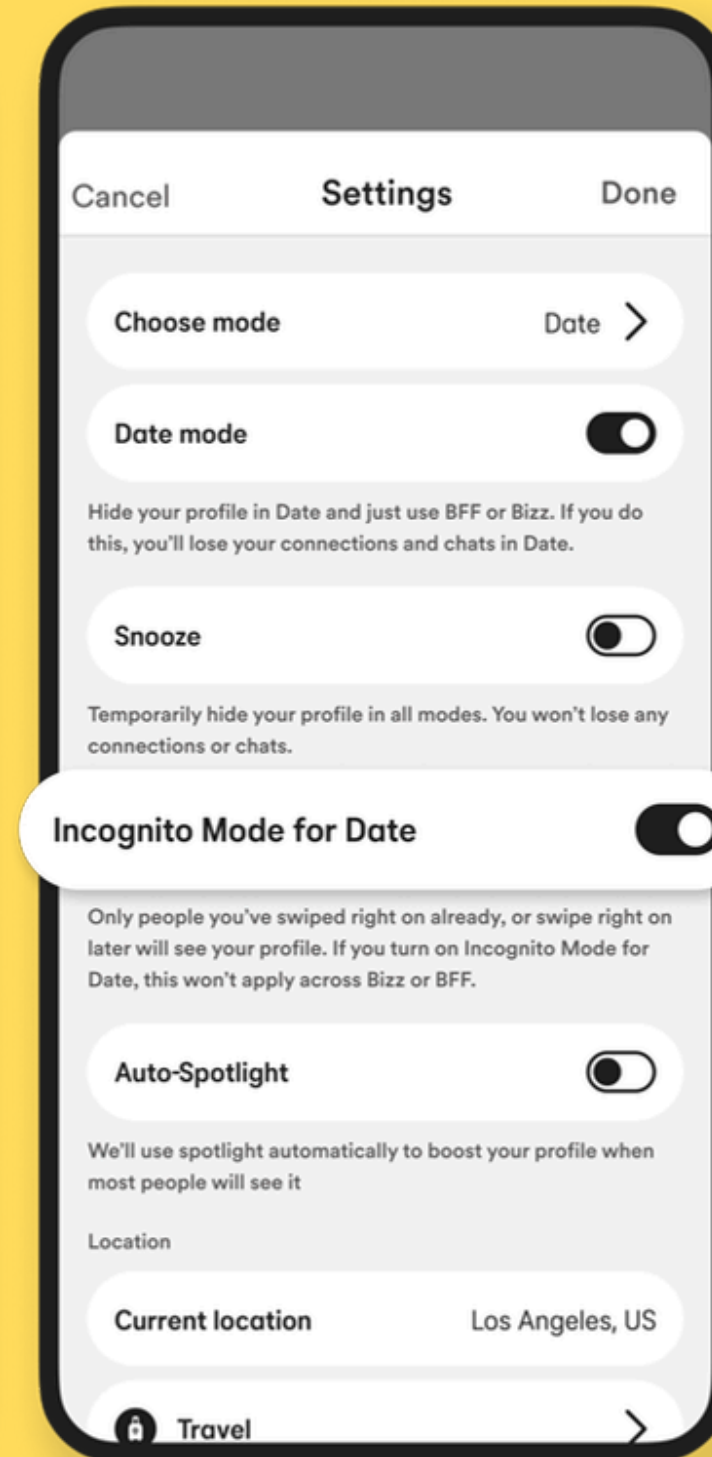 Cancel Settings Done
Choose mode Date
Date mode
Hide your profile in Date and just use BFF or Bizz. If you do
this, you'll lose your connections and chats in Date.
Snooze
Temporarily hide your profile in all modes. You won't lose any
connections or chats.
Incognito Mode for Date
Only people you've swiped right on already, or swipe right on
later will see your profile. If you turn on Incognito Mode for
Date, this won't apply across Bizz or BFF.
Auto-Spotlight
We'll use spotlight automatically to boost your profile when
most people will see it
Location
Current location Los Angeles, US
Travel